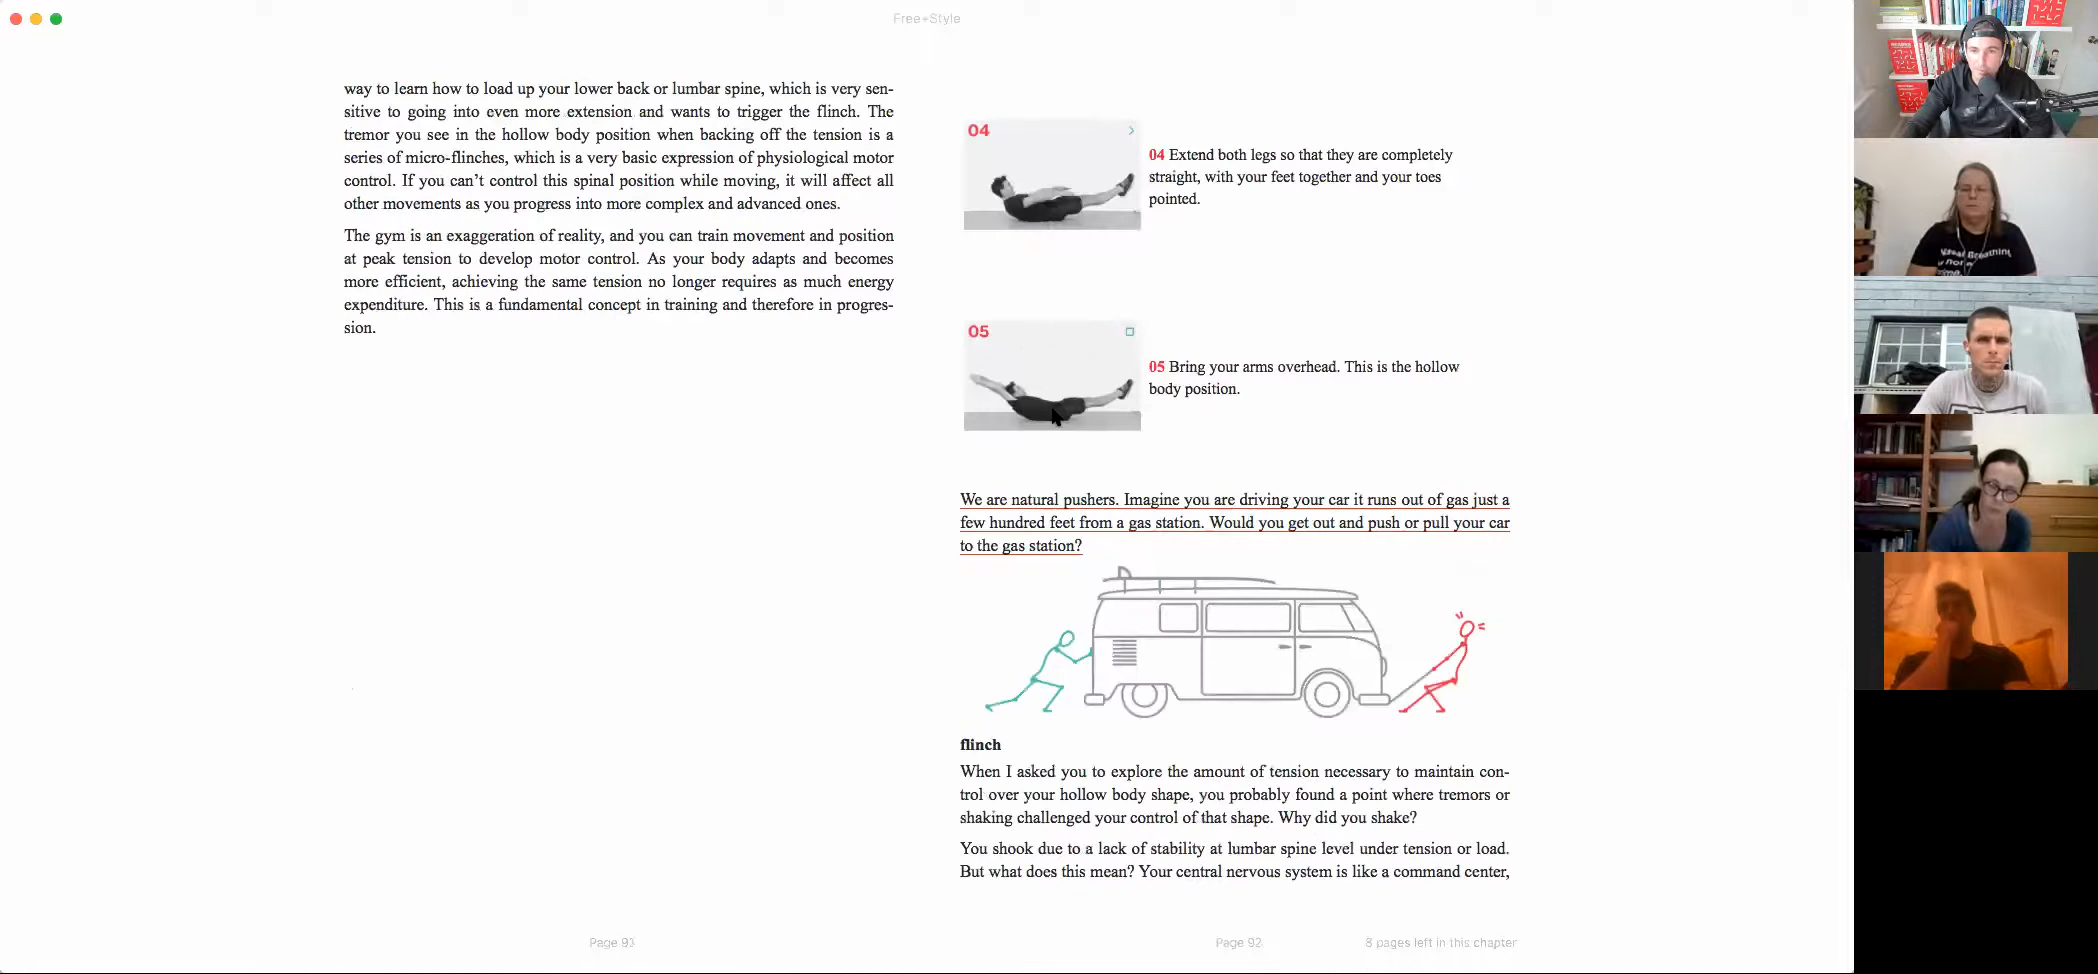 Free+Style
way to learn how to load up your lower back or lumbar spine, which is very sen-
sitive to going into even more extension and wants to trigger the flinch. The
tremor you see in the hollow body position when backing off the tension is a
series of micro-flinches, which is a very basic expression of physiological motor
control. If you can’t control this spinal position while moving, it will affect all
other movements as you progress into more complex and advanced ones.
The gym is an exaggeration of reality, and you can train movement and position
at peak tension to develop motor control. As your body adapts and becomes
more efficient, achieving the same tension no longer requires as much energy
expenditure. This is a fundamental concept in training and therefore in progres-
sion.
Page 93
04
04 Extend both legs so that they are completely
straight, with your feet together and your toes
pointed.
05
05 Bring your arms overhead. This is the hollow
body position.
We are natural pushers. Imagine you are driving your car it runs out of gas just a
few hundred feet from a gas station. Would you get out and push or pull your car
to the gas station?
flinch
When I asked you to explore the amount of tension necessary to maintain con-
trol over your hollow body shape, you probably found a point where tremors or
shaking challenged your control of that shape. Why did you shake?
You shook due to a lack of stability at lumbar spine level under tension or load.
But what does this mean? Your central nervous system is like a command center,
Page 92
8 pages left in this chapter